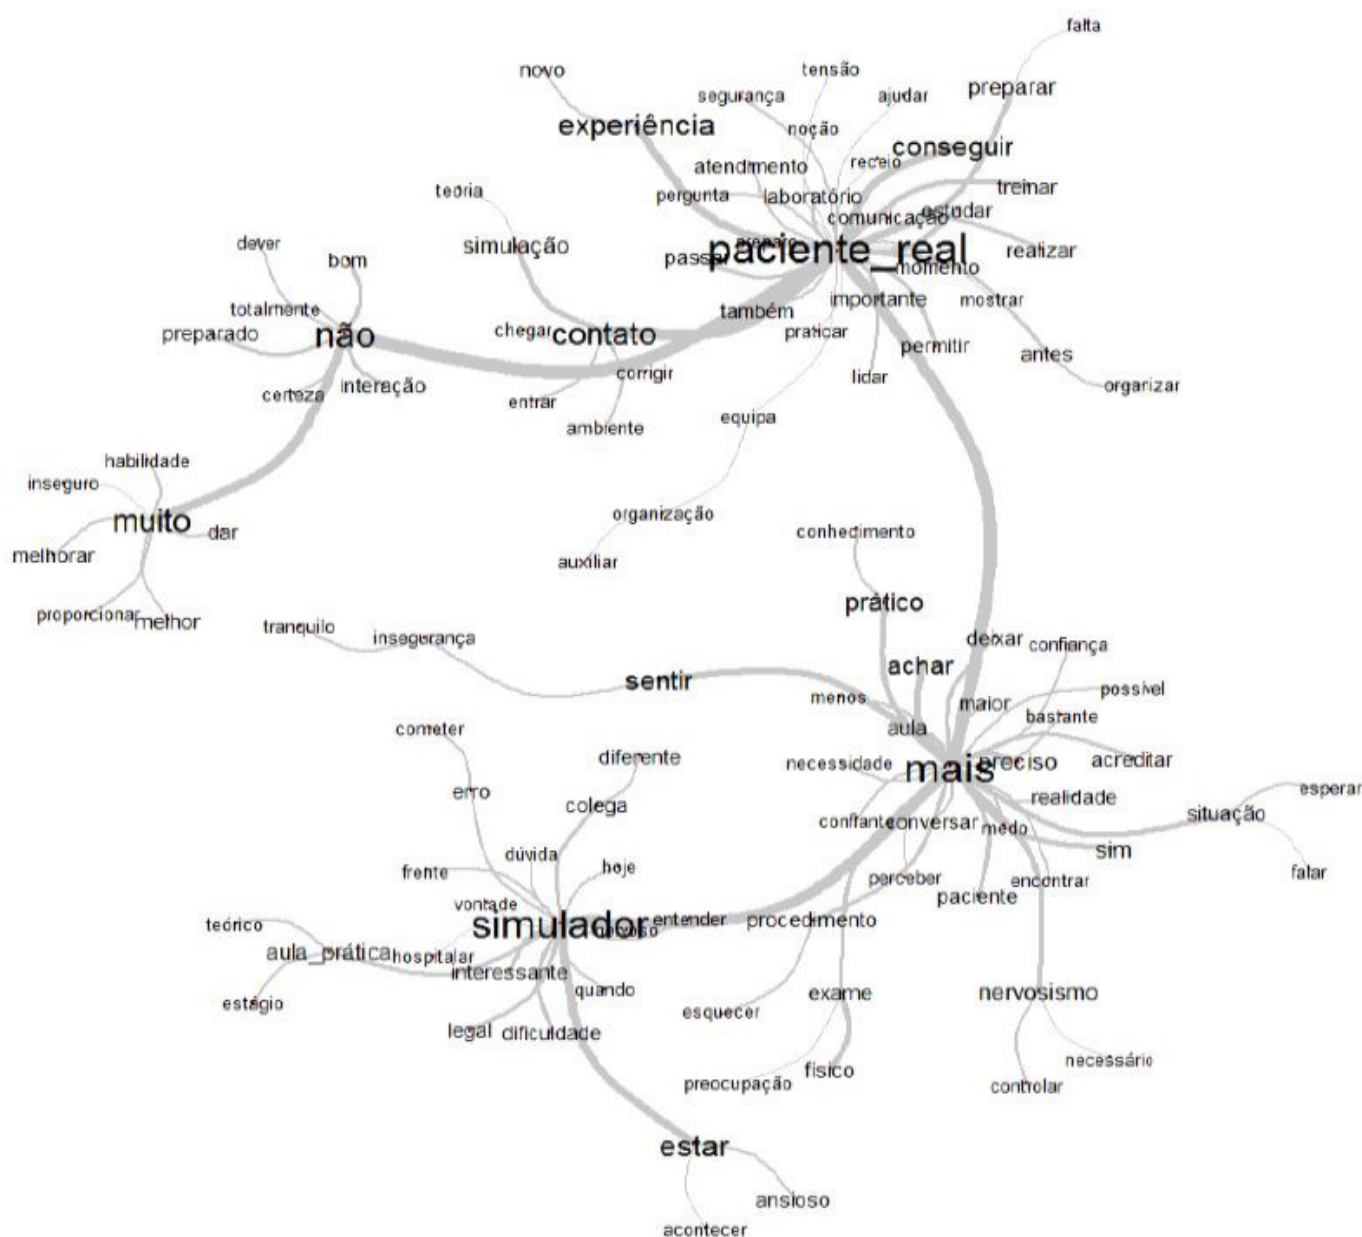 falta
novo
tensão
preparar
segurança
ajudar
experiência
noção
conseguir
receio
atendimento
treinar
teoria
pergunta
laboratório
comunicação
estudar
dever
simulação
preparo
paciente_real
realizar
bom
passar
momento
mostrar
totalmente
também
importante
preparado
não
chegar
contato
praticar
permitir
antes
certeza
interação
corrigir
lidar
organizar
entrar
equipa
ambiente
habilidade
inseguro
muito
dar
organização
conhecimento
melhorar
auxiliar
proporcionar
melhor
prático
tranquilo
insegurança
deixar
confiança
achar
sentir
menos
maior
possível
cometer
aula
bastante
diferente
necessidade
mais
preciso
acreditar
erro
colega
realidade
esperar
situação
confiante
conversar
medo
sim
dúvida
hoje
frente
perceber
encontrar
falar
vontade
paciente
teórico
simulador
nervoso
entender
procedimento
aula_prática
hospitalar
interessante
quando
exame
nervosismo
estágio
esquecer
legal
dificuldade
necessário
preocupação
físico
controlar
estar
ansioso
acontecer